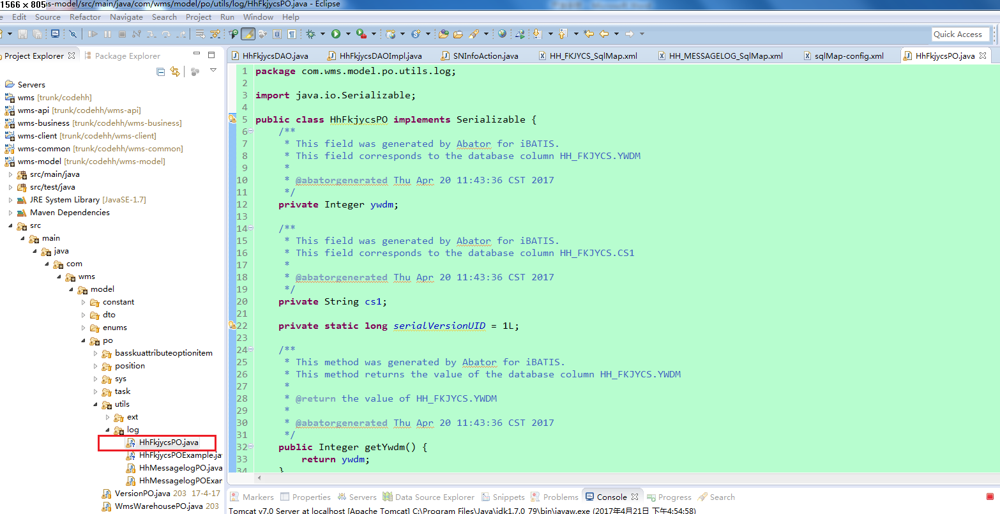 1566 × 805
s-model/src/main/java/com/wms/model/po/utils/log/HhFkjycsPO.java - Eclipse
Edit Source Refactor Navigate Search Project Run Window Help
Quick Access
Project Explorer
Package Explorer
HhFkjycsDAO.java
HhFkjycsDAOImpl.java
SNInfoAction.java
HH_FKJYCS_SqlMap.xml
HH_MESSAGELOG_SqlMap.xml
sqlMap-config.xml
HhFkjycsPO.java
Servers
wms [trunk/codehh]
wms-api [trunk/codehh/wms-api]
wms-business [trunk/codehh/wms-business]
wms-client [trunk/codehh/wms-client]
wms-common [trunk/codehh/wms-common]
wms-model [trunk/codehh/wms-model]
src/main/java
src/test/java
JRE System Library [JavaSE-1.7]
Maven Dependencies
src
main
java
com
wms
model
constant
dto
enums
po
basskuattributeoptionitem
position
sys
task
utils
ext
log
HhFkjycsPO.java
HhFkjycsPOExample.ja
HhMessagelogPO.java
HhMessagelogPOExar
VersionPO.java 203 17-4-17
WmsWarehousePO.java 203
1 package com.wms.model.po.utils.log;
2
3 import java.io.Serializable;
4
5 public class HhFkjycsPO implements Serializable {
6 /**
7 * This field was generated by Abator for iBATIS.
8 * This field corresponds to the database column HH_FKJYCS.YWDM
9 *
10 * @abatorgenerated Thu Apr 20 11:43:36 CST 2017
11 */
12 private Integer ywdm;
13
14 /**
15 * This field was generated by Abator for iBATIS.
16 * This field corresponds to the database column HH_FKJYCS.CS1
17 *
18 * @abatorgenerated Thu Apr 20 11:43:36 CST 2017
19 */
20 private String cs1;
21
22 private static long serialVersionUID = 1L;
23
24 /**
25 * This method was generated by Abator for iBATIS.
26 * This method returns the value of the database column HH_FKJYCS.YWDM
27 *
28 * @return the value of HH_FKJYCS.YWDM
29 *
30 * @abatorgenerated Thu Apr 20 11:43:36 CST 2017
31 */
32 public Integer getYwdm() {
33 return ywdm;
34 }
Markers Properties Servers Data Source Explorer Snippets Problems Console Progress Search
Tomcat v7.0 Server at localhost [Apache Tomcat] C:\Program Files\Java\jdk1.7.0_79\bin\javaw.exe (2017年4月21日 下午4:54:58)